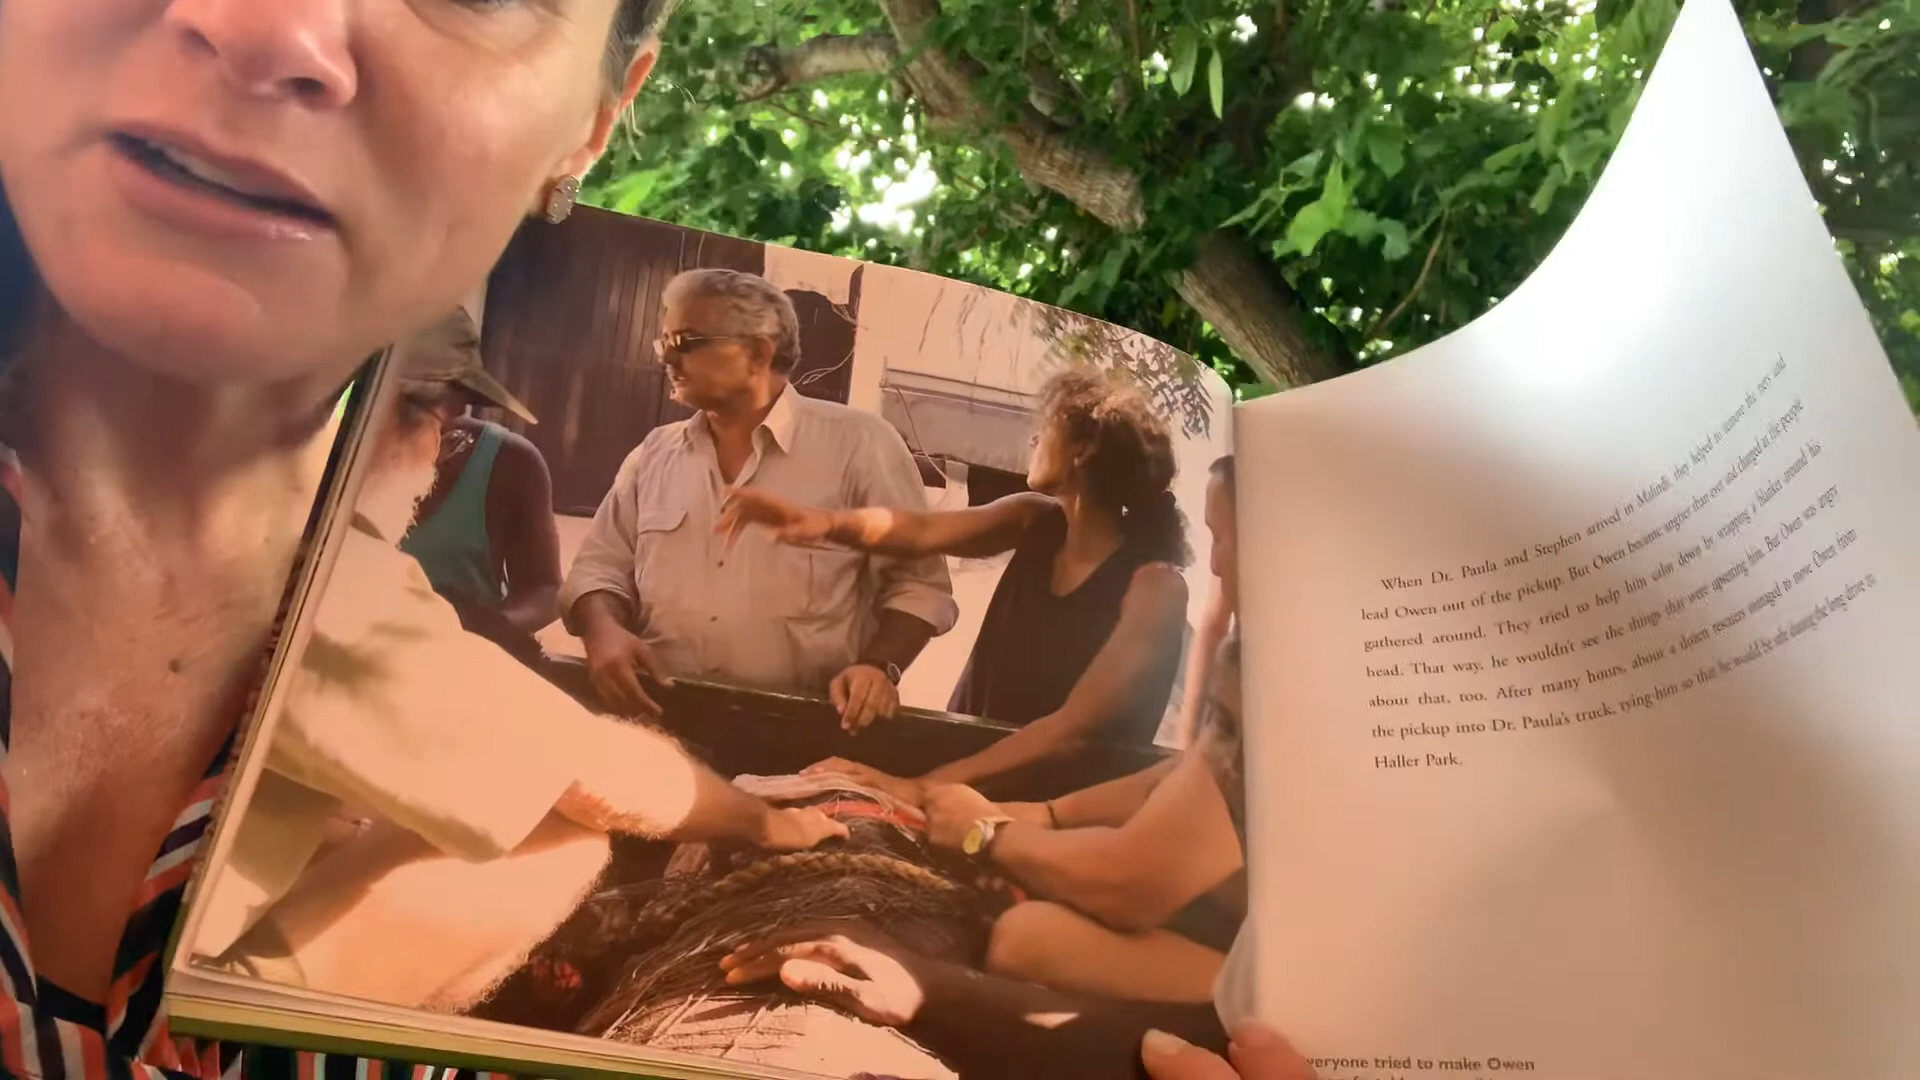 When Dr. Paula and Stephen arrived in Malindi, they helped to remove the nets and
lead Owen out of the pickup. But Owen became angrier than ever and charged at the people
gathered around. They tried to help him calm down by wrapping a blanket around his
head. That way, he wouldn't see the things that were upsetting him. But Owen was angry
about that, too. After many hours, about a dozen rescuers managed to move Owen from
the pickup into Dr. Paula's truck, tying him so that he would be safe during the long drive to
Haller Park.
veryone tried to make Owen